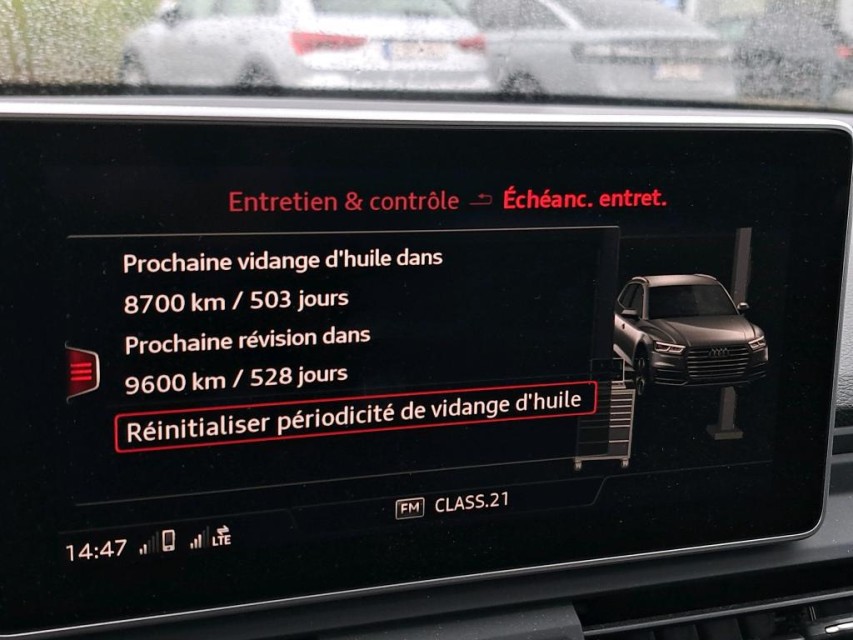 Entretien & contrôle Échéanc. entret.
Prochaine vidange d'huile dans
8700 km / 503 jours
Prochaine révision dans
9600 km / 528 jours
Réinitialiser périodicité de vidange d'huile
FM CLASS.21
14:47 LTE